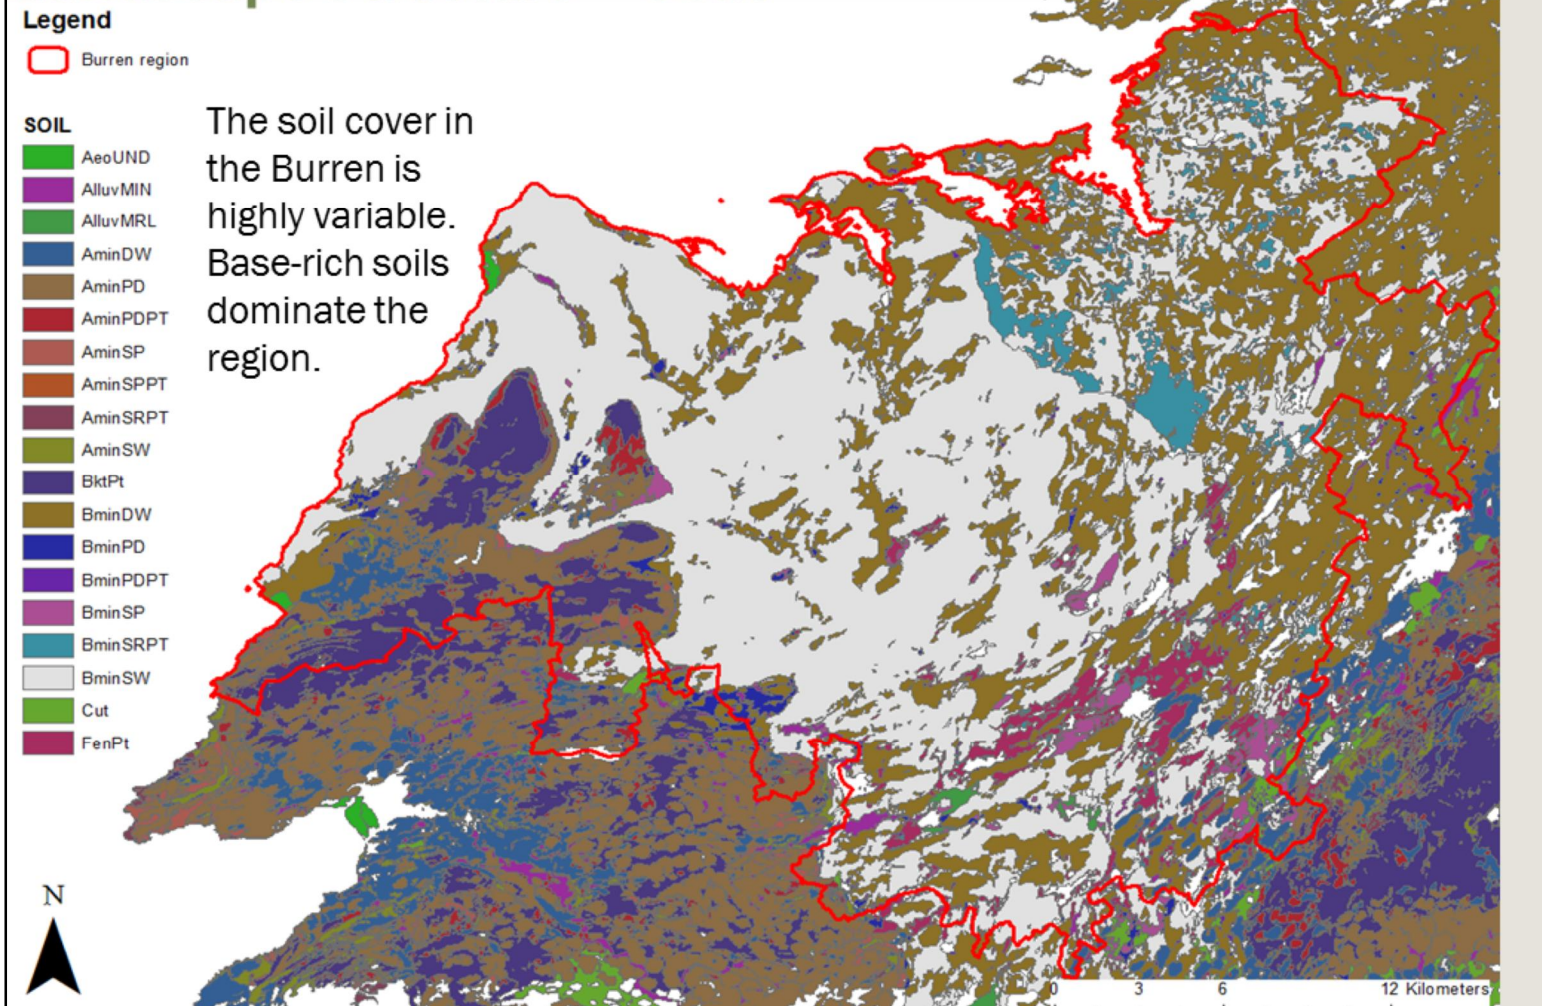 Legend
Burren region
SOIL
AeoUND
AlluvMIN
AlluvMRL
AminDW
AminPD
AminPDPT
AminSP
AminSPPT
AminSRPT
AminSW
BktPt
BminDW
BminPD
BminPDPT
BminSP
BminSRPT
BminSW
Cut
FenPt
The soil cover in
the Burren is
highly variable.
Base-rich soils
dominate the
region.
N
0 3 6 12 Kilometers